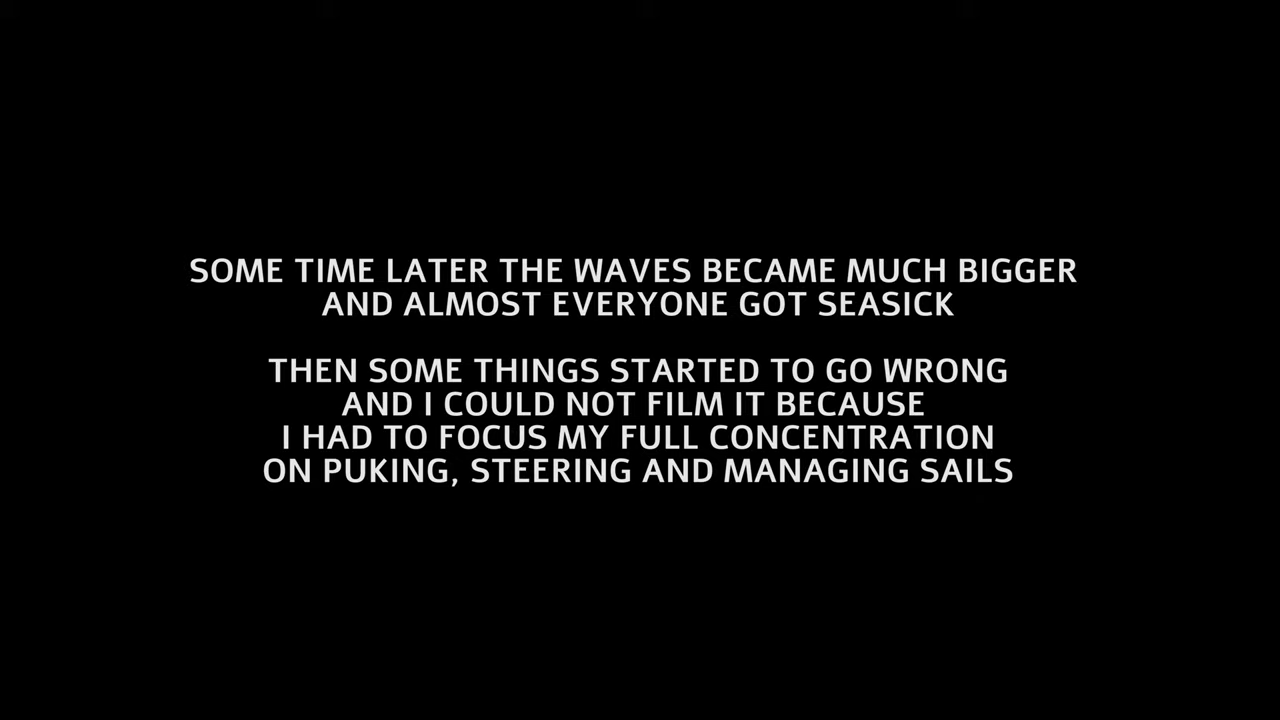 SOME TIME LATER THE WAVES BECAME MUCH BIGGER
AND ALMOST EVERYONE GOT SEASICK
THEN SOME THINGS STARTED TO GO WRONG
AND I COULD NOT FILM IT BECAUSE
I HAD TO FOCUS MY FULL CONCENTRATION
ON PUKING, STEERING AND MANAGING SAILS